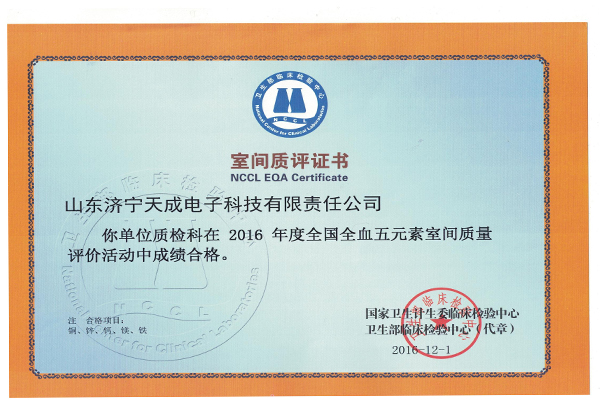 卫生部临床检验中心
NCCL
National Center for Clinical Laboratories
室间质评证书
NCCL EQA Certificate
山东济宁天成电子科技有限责任公司
你单位质检科在 2016 年度全国全血五元素室间质量
评价活动中成绩合格。
注 合格项目:
铜、锌、钙、镁、铁
国家卫生计生委临床检验中心
卫生部临床检验中心（代章）
2016-12-1